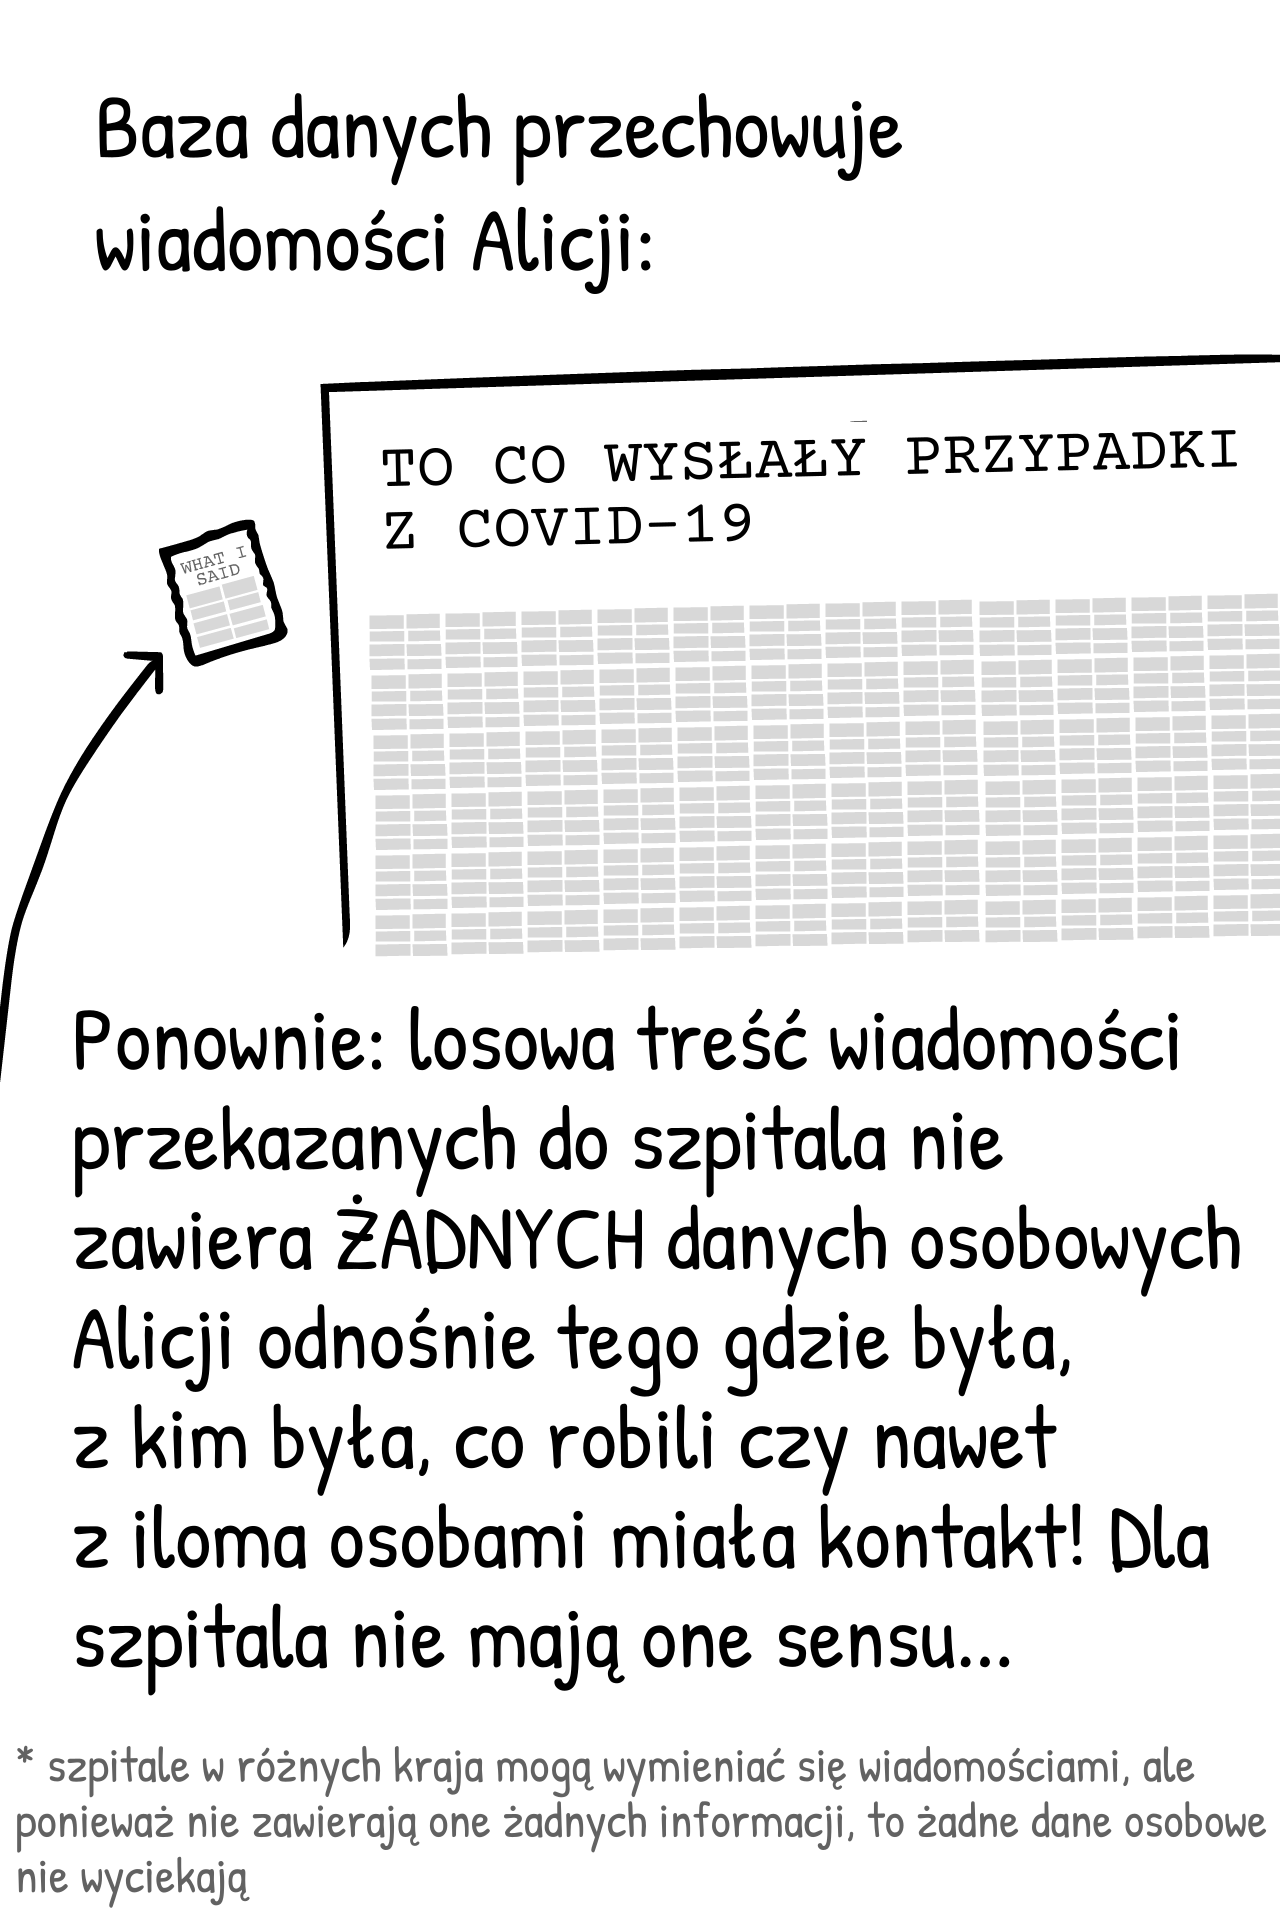 Baza danych przechowuje
wiadomości Alicji:
TO CO WYSŁAŁY PRZYPADKI
Z COVID-19
WHAT I
SAID
Ponownie: losowa treść wiadomości
przekazanych do szpitala nie
zawiera ŻADNYCH danych osobowych
Alicji odnośnie tego gdzie była,
z kim była, co robili czy nawet
z iloma osobami miała kontakt! Dla
szpitala nie mają one sensu...
* szpitale w różnych kraja mogą wymieniać się wiadomościami, ale
ponieważ nie zawierają one żadnych informacji, to żadne dane osobowe
nie wyciekają